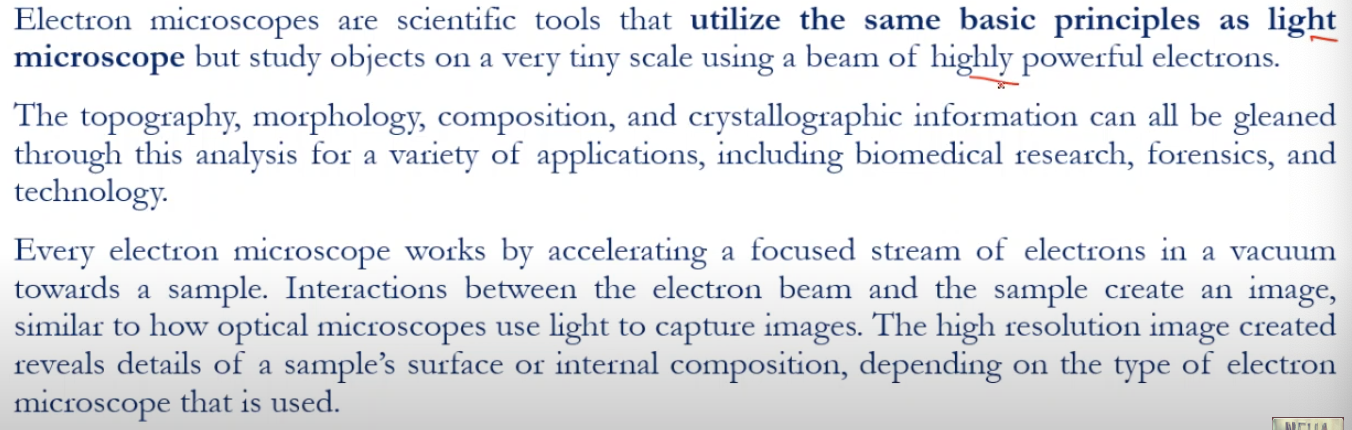 Electron microscopes are scientific tools that utilize the same basic principles as light
microscope but study objects on a very tiny scale using a beam of highly powerful electrons.
The topography, morphology, composition, and crystallographic information can all be gleaned
through this analysis for a variety of applications, including biomedical research, forensics, and
technology.
Every electron microscope works by accelerating a focused stream of electrons in a vacuum
towards a sample. Interactions between the electron beam and the sample create an image,
similar to how optical microscopes use light to capture images. The high resolution image created
reveals details of a sample’s surface or internal composition, depending on the type of electron
microscope that is used.